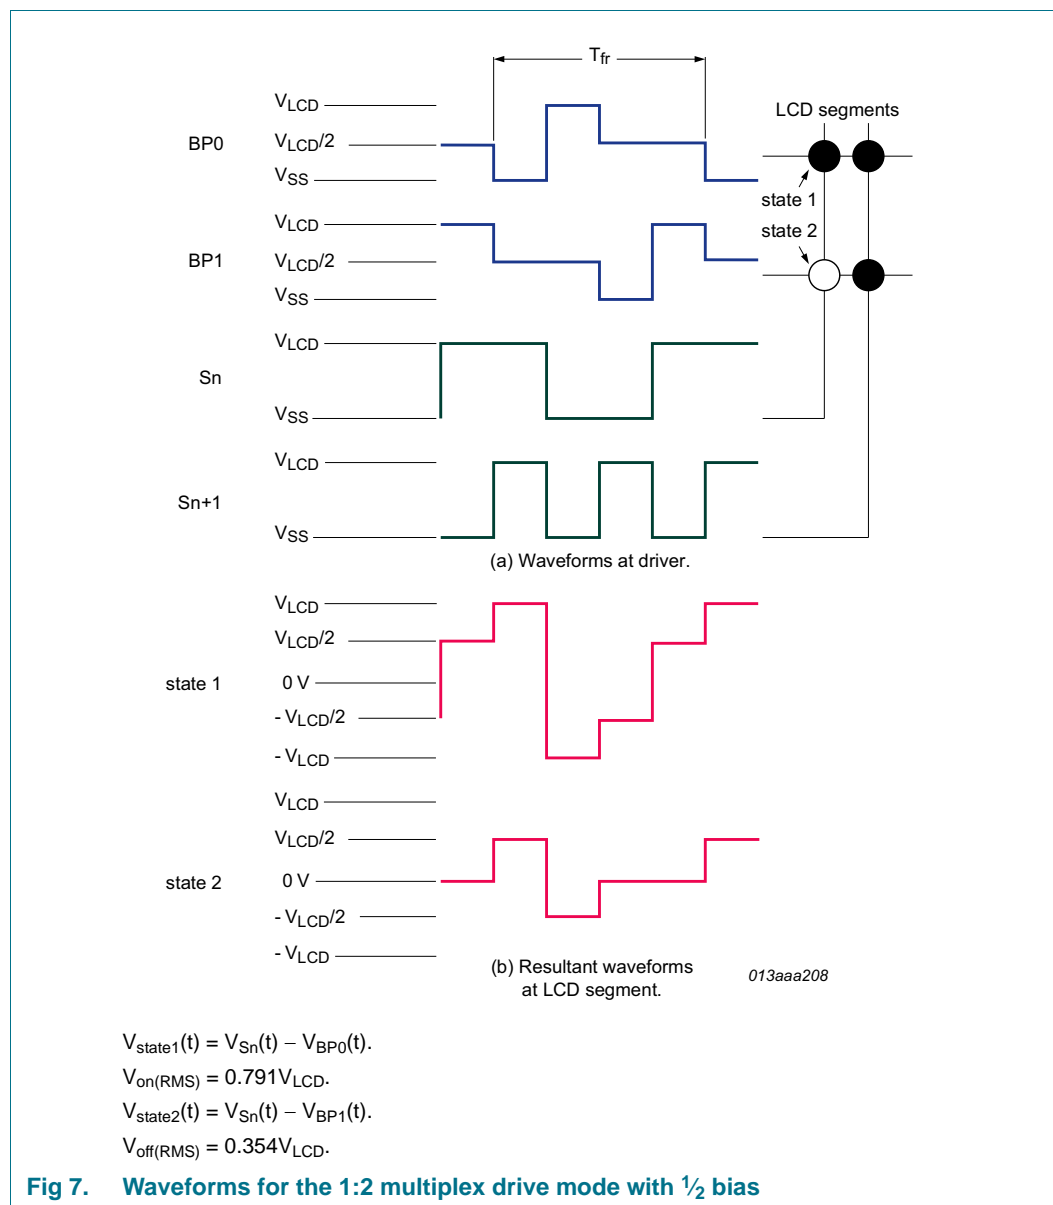 Tfr
VLCD
BP0
VLCD/2
VSS
LCD segments
state 1
VLCD
state 2
BP1
VLCD/2
VSS
VLCD
Sn
VSS
VLCD
Sn+1
VSS
(a) Waveforms at driver.
VLCD
VLCD/2
state 1
0 V
- VLCD/2
- VLCD
VLCD
VLCD/2
state 2
0 V
- VLCD/2
- VLCD
(b) Resultant waveforms
at LCD segment.
013aaa208
Vstate1(t) = VSn(t) − VBP0(t).
Von(RMS) = 0.791VLCD.
Vstate2(t) = VSn(t) − VBP1(t).
Voff(RMS) = 0.354VLCD.
Fig 7. Waveforms for the 1:2 multiplex drive mode with 1⁄2 bias